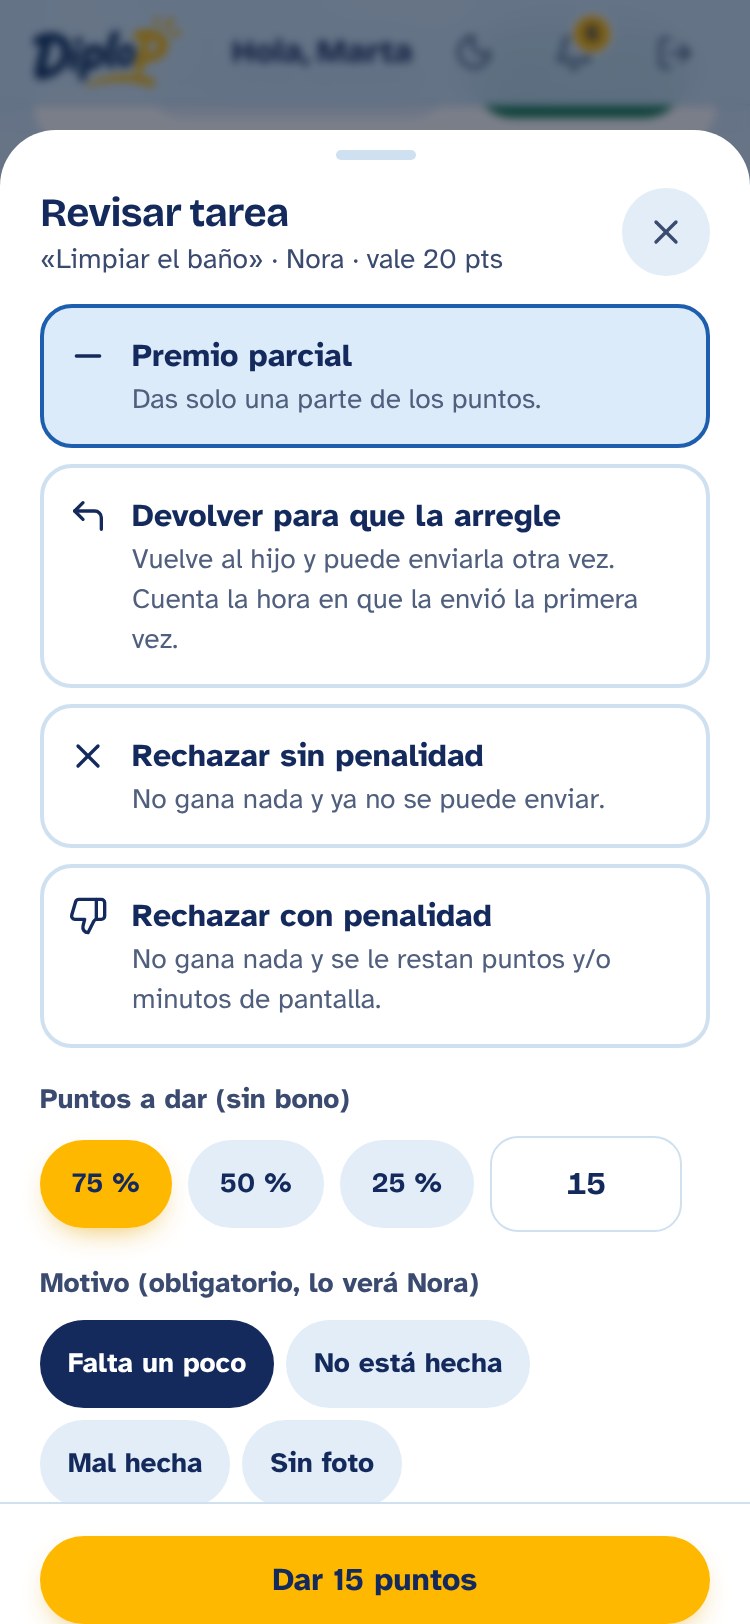 DiploP
Hola, Marta
Revisar tarea
«Limpiar el baño» · Nora · vale 20 pts
Premio parcial
Das solo una parte de los puntos.
Devolver para que la arregle
Vuelve al hijo y puede enviarla otra vez.
Cuenta la hora en que la envió la primera
vez.
Rechazar sin penalidad
No gana nada y ya no se puede enviar.
Rechazar con penalidad
No gana nada y se le restan puntos y/o
minutos de pantalla.
Puntos a dar (sin bono)
75 % 50 % 25 % 15
Motivo (obligatorio, lo verá Nora)
Falta un poco No está hecha
Mal hecha Sin foto
Dar 15 puntos